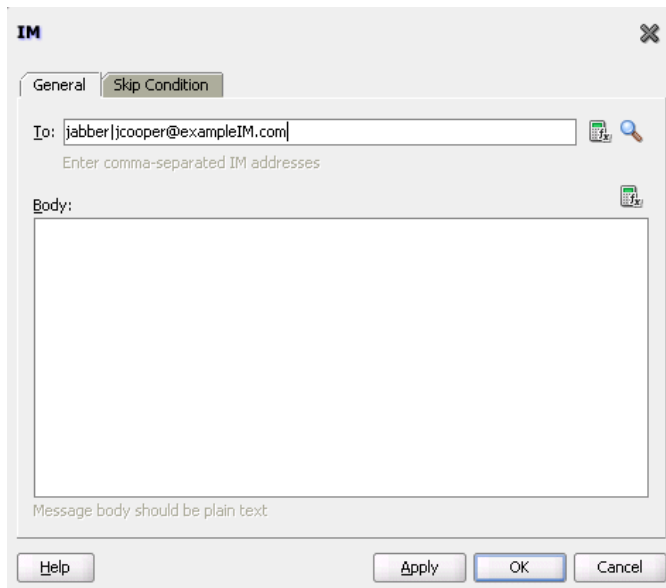 IM
General Skip Condition
To: jabber|jcooper@exampleIM.com
Enter comma-separated IM addresses
Body:
Message body should be plain text
Help Apply OK Cancel